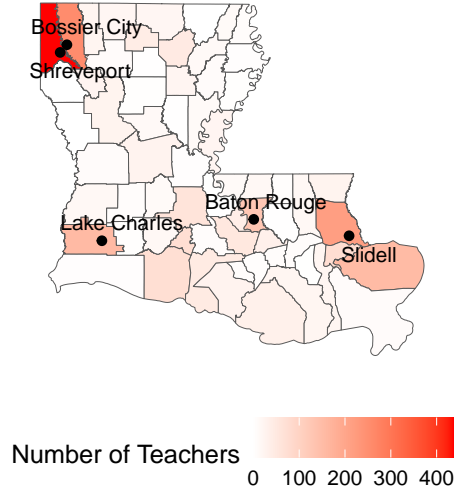 Bossier City
Shreveport
Baton Rouge
Lake Charles
Slidell
Number of Teachers
0 100 200 300 400